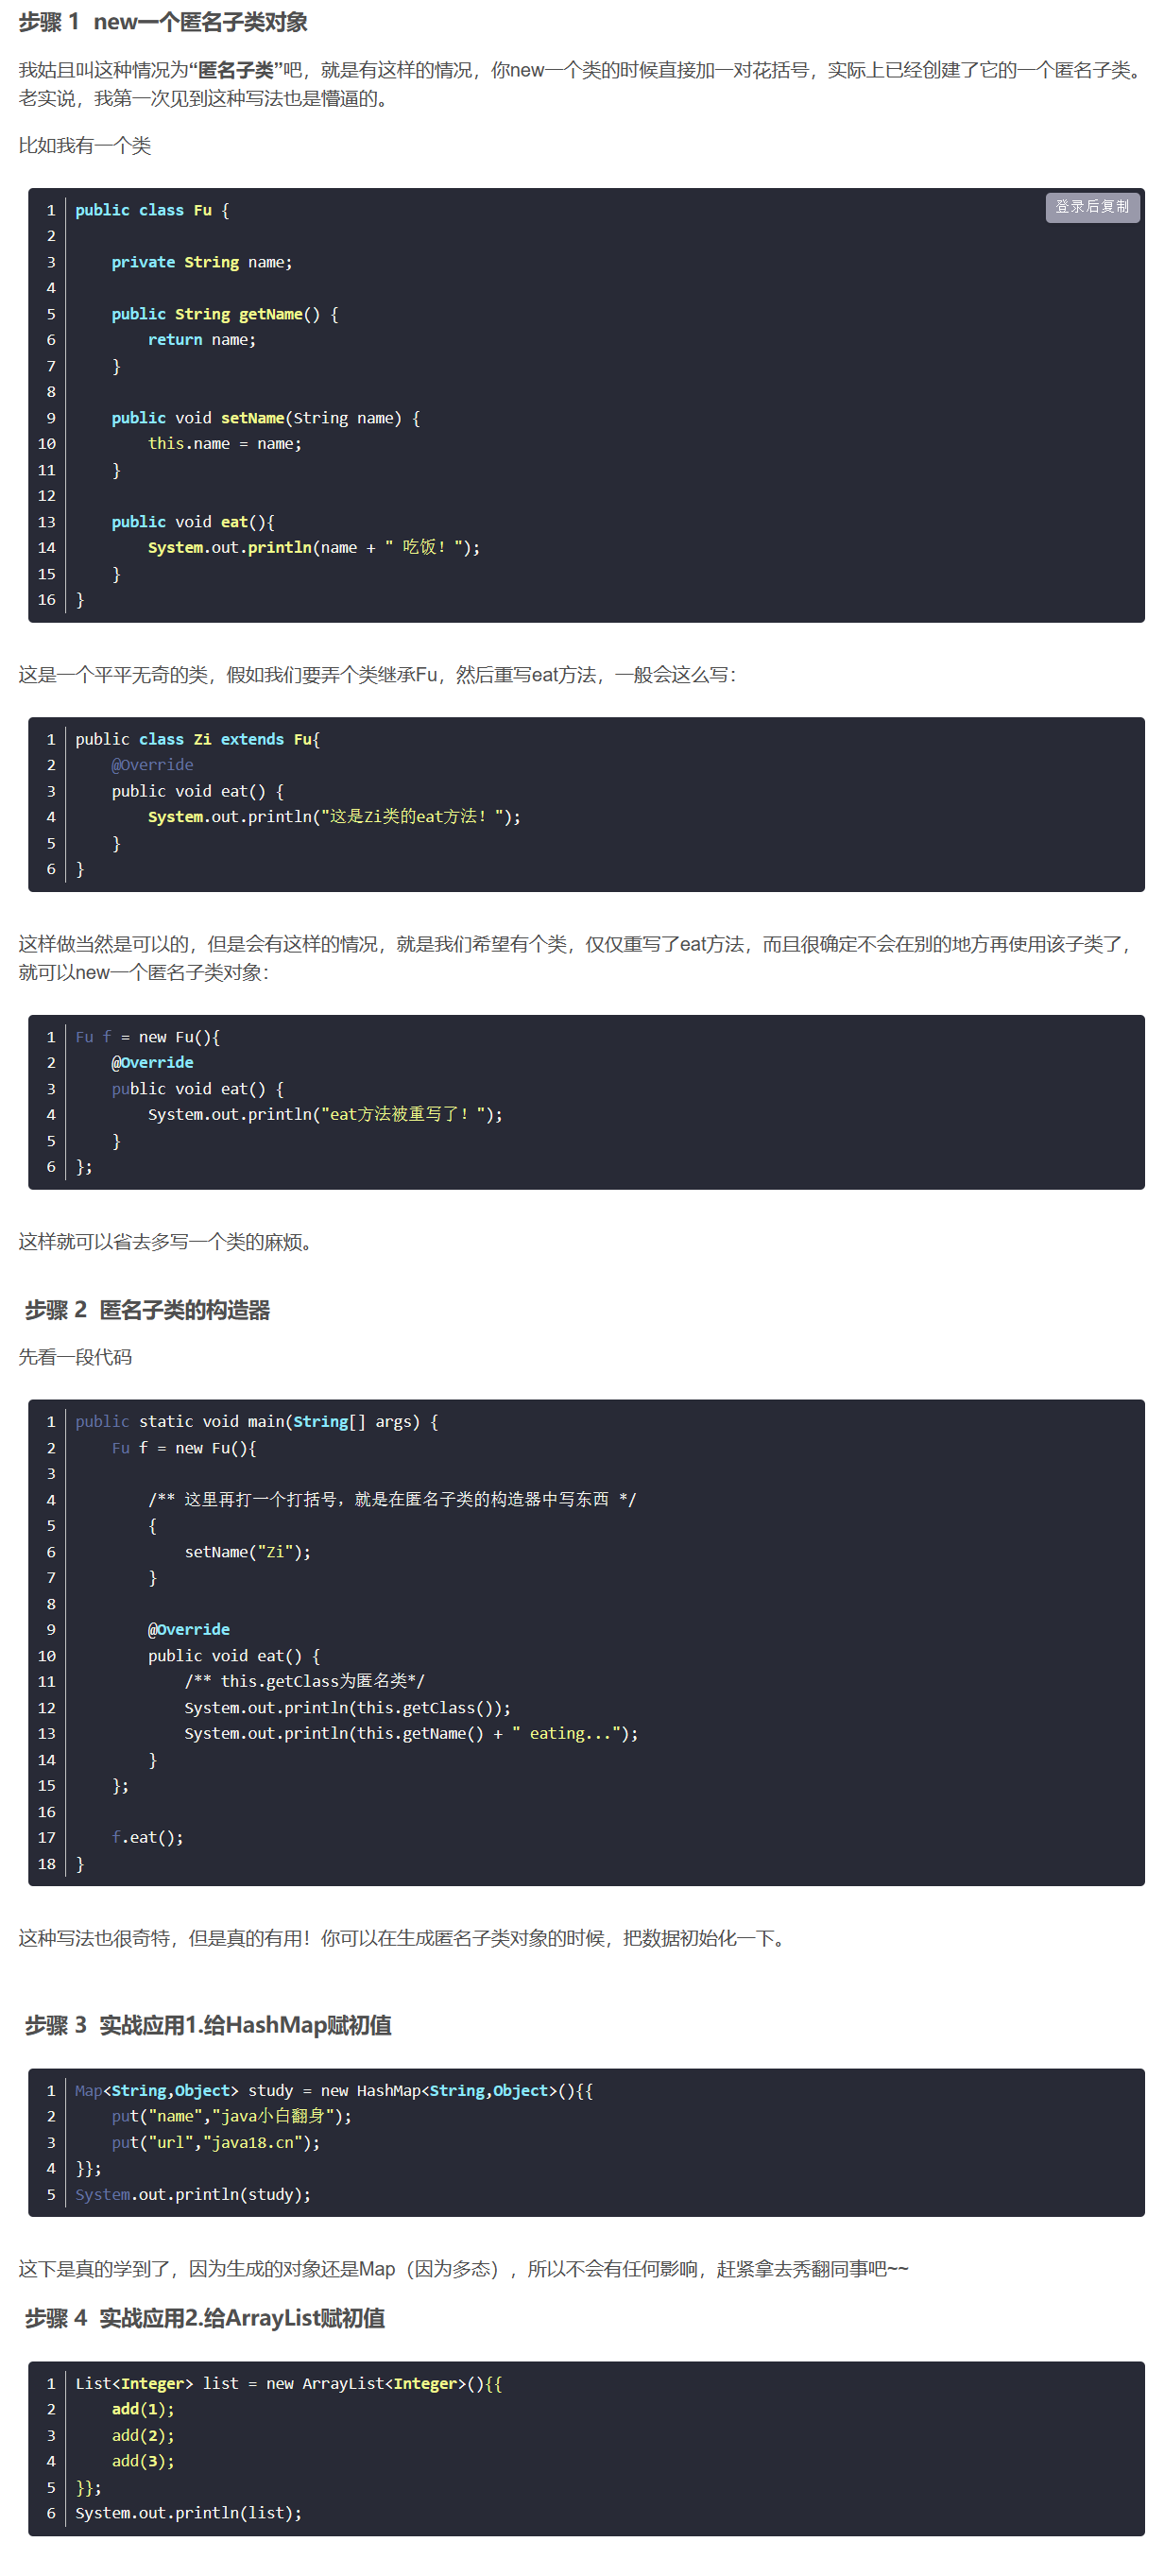 步骤 1  new一个匿名子类对象
我姑且叫这种情况为“匿名子类”吧，就是有这样的情况，你new一个类的时候直接加一对花括号，实际上已经创建了它的一个匿名子类。
老实说，我第一次见到这种写法也是懵逼的。
比如我有一个类
登录后复制
1 public class Fu {
2
3     private String name;
4
5     public String getName() {
6         return name;
7     }
8
9     public void setName(String name) {
10         this.name = name;
11     }
12
13     public void eat(){
14         System.out.println(name + " 吃饭！");
15     }
16 }
这是一个平平无奇的类，假如我们要弄个类继承Fu，然后重写eat方法，一般会这么写：
1 public class Zi extends Fu{
2     @Override
3     public void eat() {
4         System.out.println("这是Zi类的eat方法！");
5     }
6 }
这样做当然是可以的，但是会有这样的情况，就是我们希望有个类，仅仅重写了eat方法，而且很确定不会在别的地方再使用该子类了，
就可以new一个匿名子类对象：
1 Fu f = new Fu(){
2     @Override
3     public void eat() {
4         System.out.println("eat方法被重写了！");
5     }
6 };
这样就可以省去多写一个类的麻烦。
步骤 2  匿名子类的构造器
先看一段代码
1 public static void main(String[] args) {
2     Fu f = new Fu(){
3
4         /** 这里再打一个打括号，就是在匿名子类的构造器中写东西 */
5         {
6             setName("Zi");
7         }
8
9         @Override
10         public void eat() {
11             /** this.getClass为匿名类*/
12             System.out.println(this.getClass());
13             System.out.println(this.getName() + " eating...");
14         }
15     };
16
17     f.eat();
18 }
这种写法也很奇特，但是真的有用！你可以在生成匿名子类对象的时候，把数据初始化一下。
步骤 3  实战应用1.给HashMap赋初值
1 Map<String,Object> study = new HashMap<String,Object>(){{
2     put("name","java小白翻身");
3     put("url","java18.cn");
4 }};
5 System.out.println(study);
这下是真的学到了，因为生成的对象还是Map（因为多态），所以不会有任何影响，赶紧拿去秀翻同事吧~~
步骤 4  实战应用2.给ArrayList赋初值
1 List<Integer> list = new ArrayList<Integer>(){{
2     add(1);
3     add(2);
4     add(3);
5 }};
6 System.out.println(list);